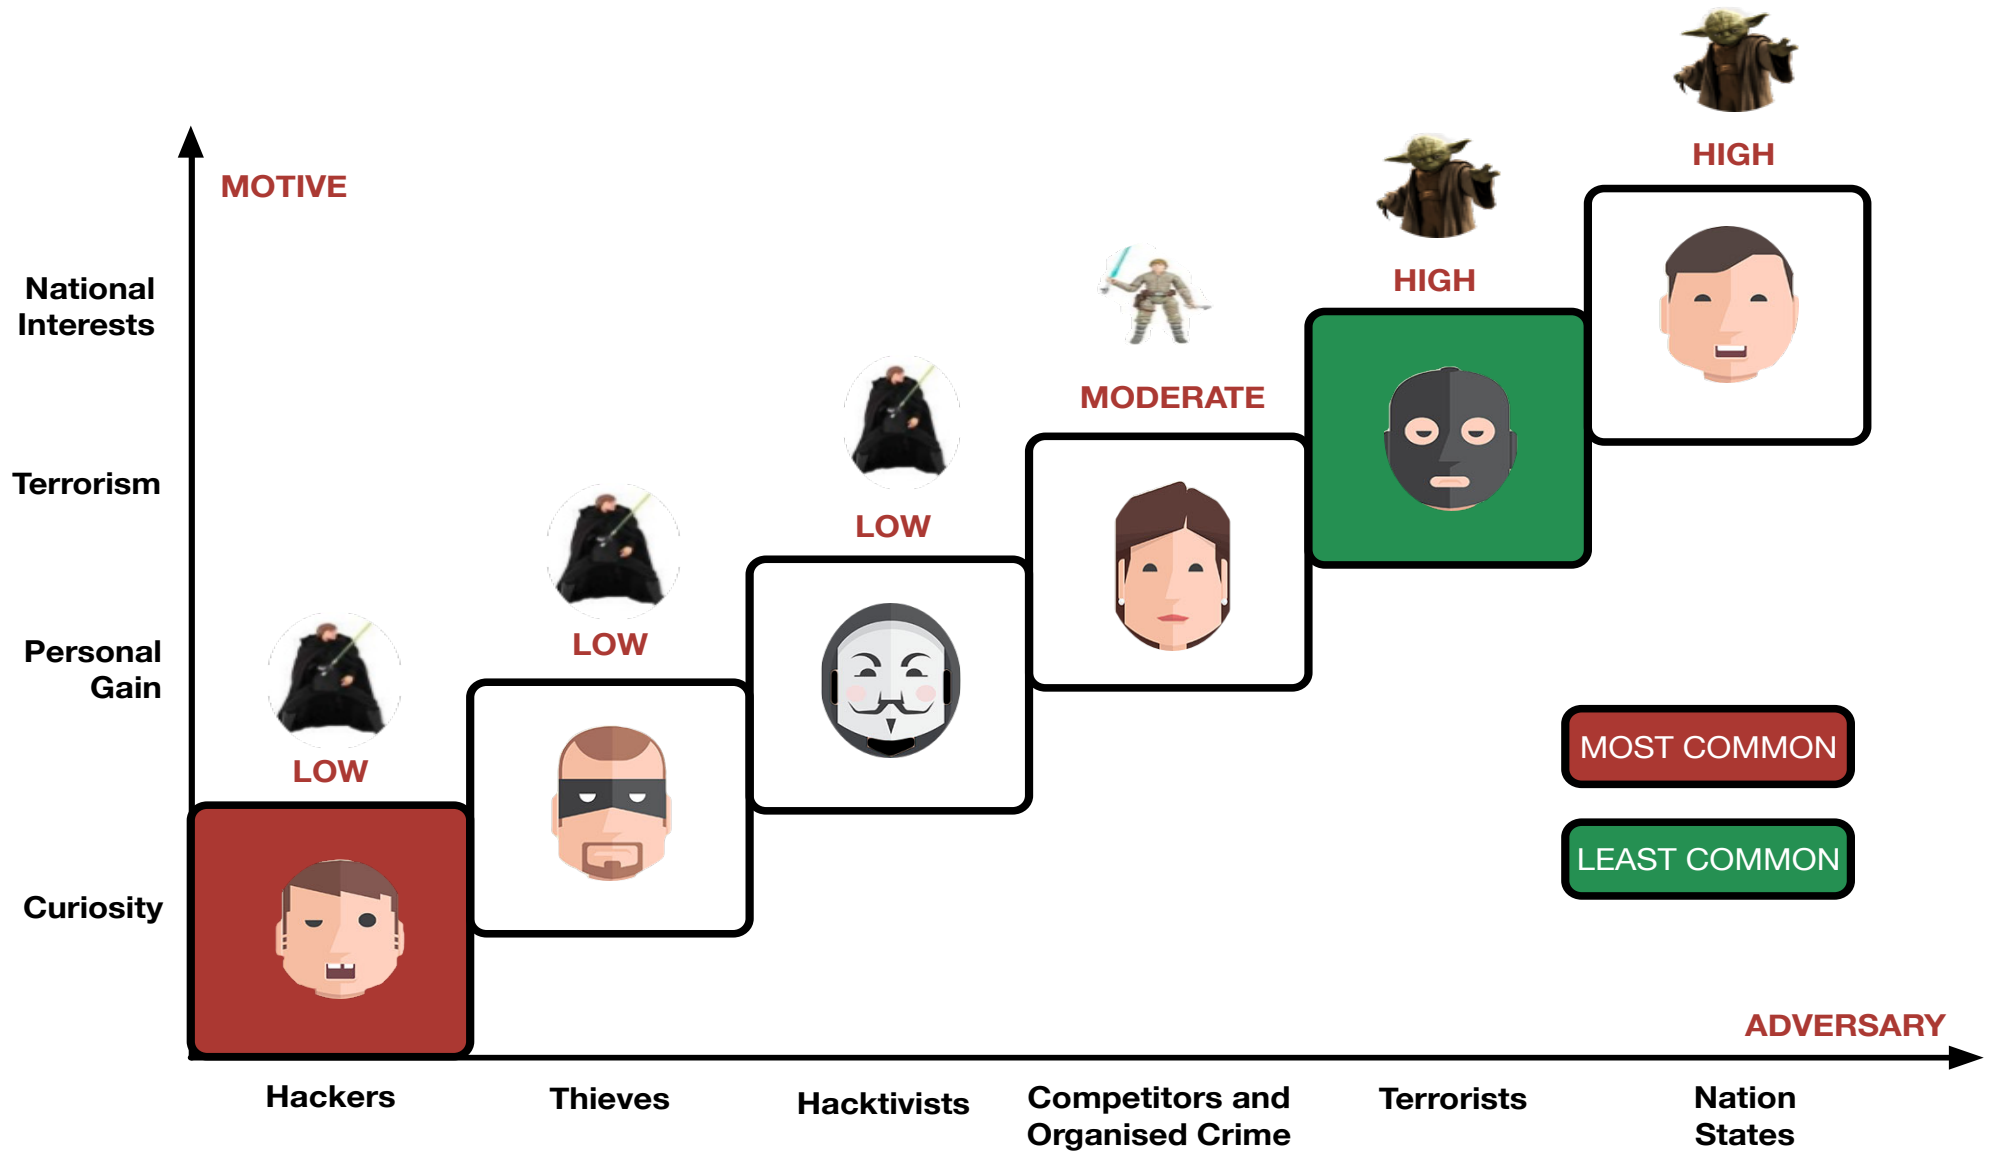 HIGH
HIGH
MOTIVE
National
Interests
MODERATE
Terrorism
LOW
LOW
Personal
Gain
LOW
MOST COMMON
LEAST COMMON
Curiosity
ADVERSARY
Hackers
Thieves
Hacktivists
Competitors and
Organised Crime
Terrorists
Nation
States